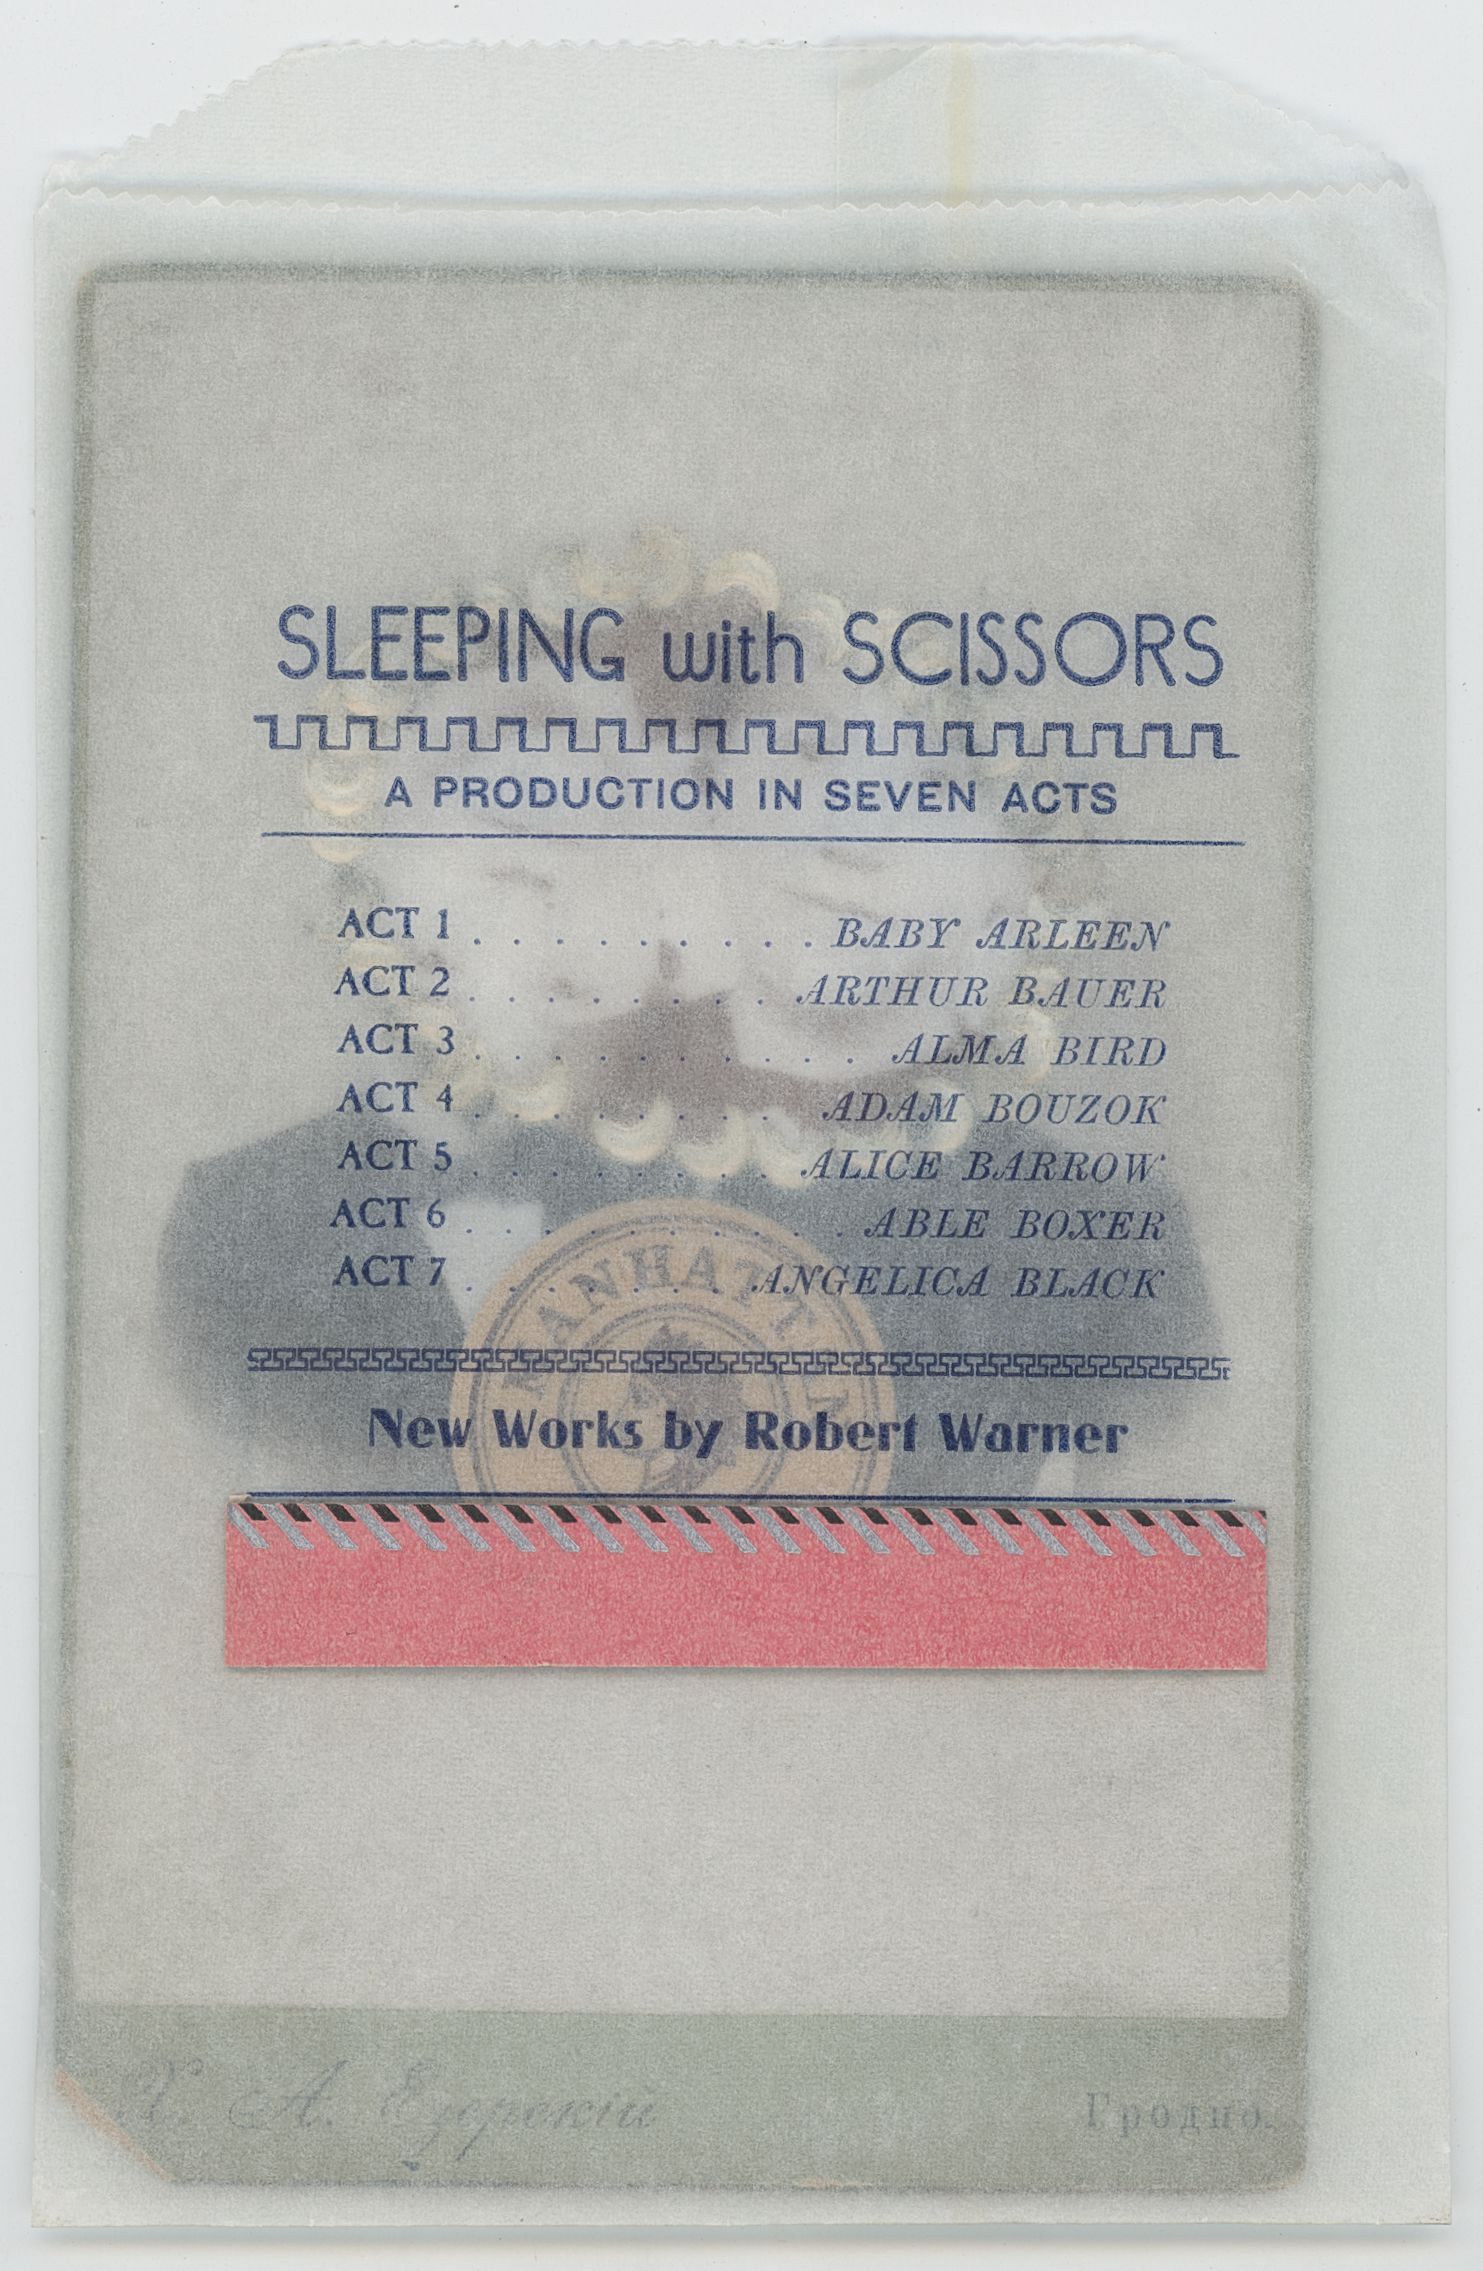 SLEEPING with SCISSORS
A PRODUCTION IN SEVEN ACTS
ACT 1 . . . . . . . . . BABY ARLEEN
ACT 2 . . . . . . . . ARTHUR BAUER
ACT 3 . . . . . . . . . . ALMA BIRD
ACT 4 . . . . . . . . ADAM BOUZOK
ACT 5 . . . . . . . . ALICE BARROW
ACT 6 . . . . . . . . . . ABLE BOXER
ACT 7 . . . . . . . ANGELICA BLACK
MANHATTAN
New Works by Robert Warner
А. Езерскій
Гродно.